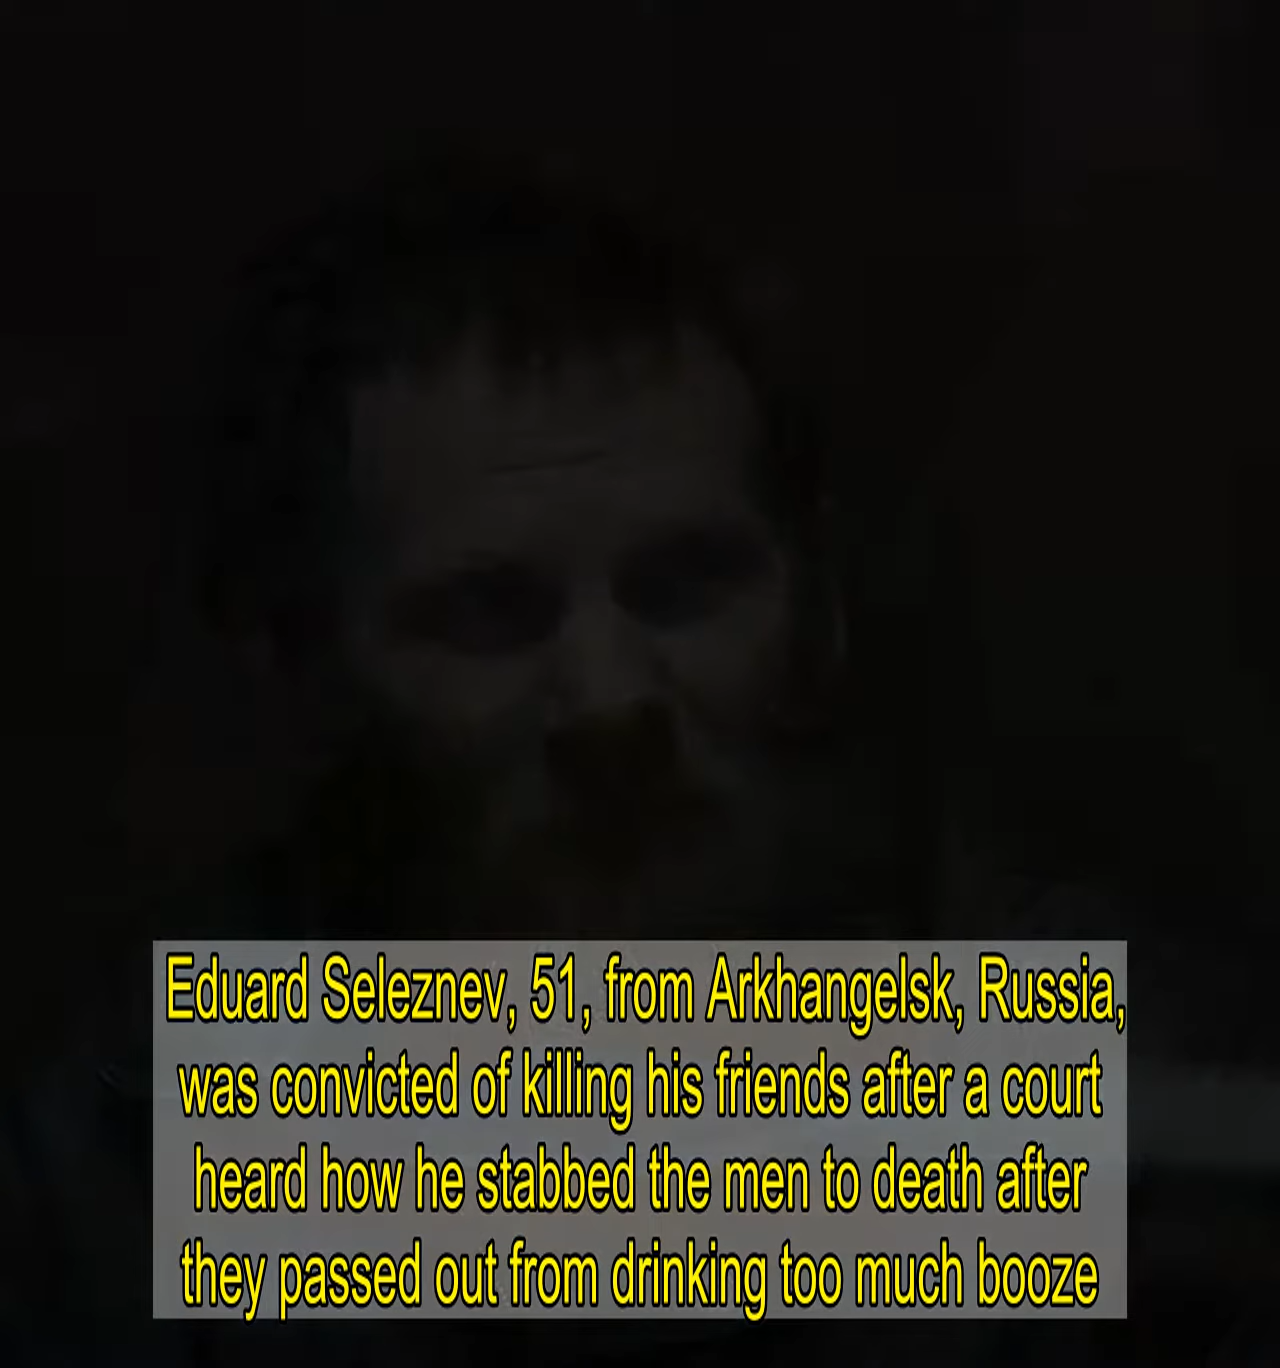 Eduard Seleznev, 51, from Arkhangelsk, Russia,
was convicted of killing his friends after a court
heard how he stabbed the men to death after
they passed out from drinking too much booze